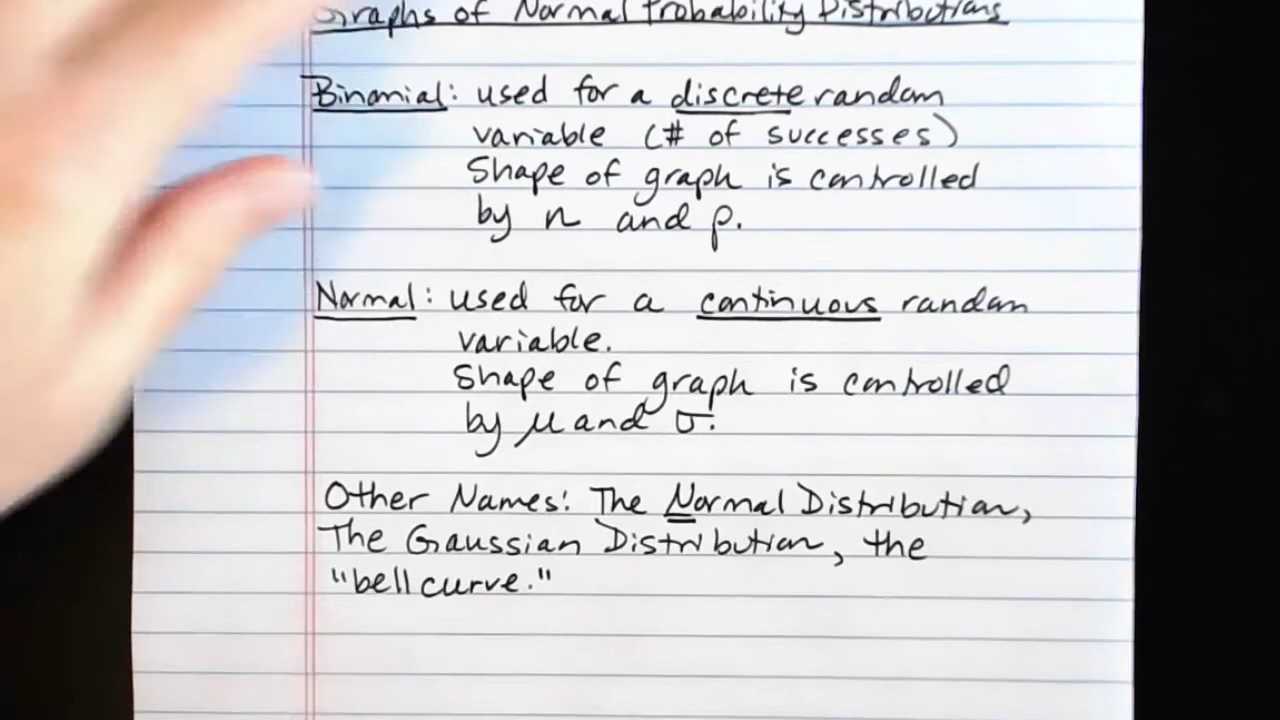 Graphs of Normal Probability Distributions
Binomial: used for a discrete random
variable (# of successes)
Shape of graph is controlled
by n and p.
Normal: used for a continuous random
variable.
Shape of graph is controlled
by μ and σ.
Other Names: The Normal Distribution,
The Gaussian Distribution, the
"bell curve."